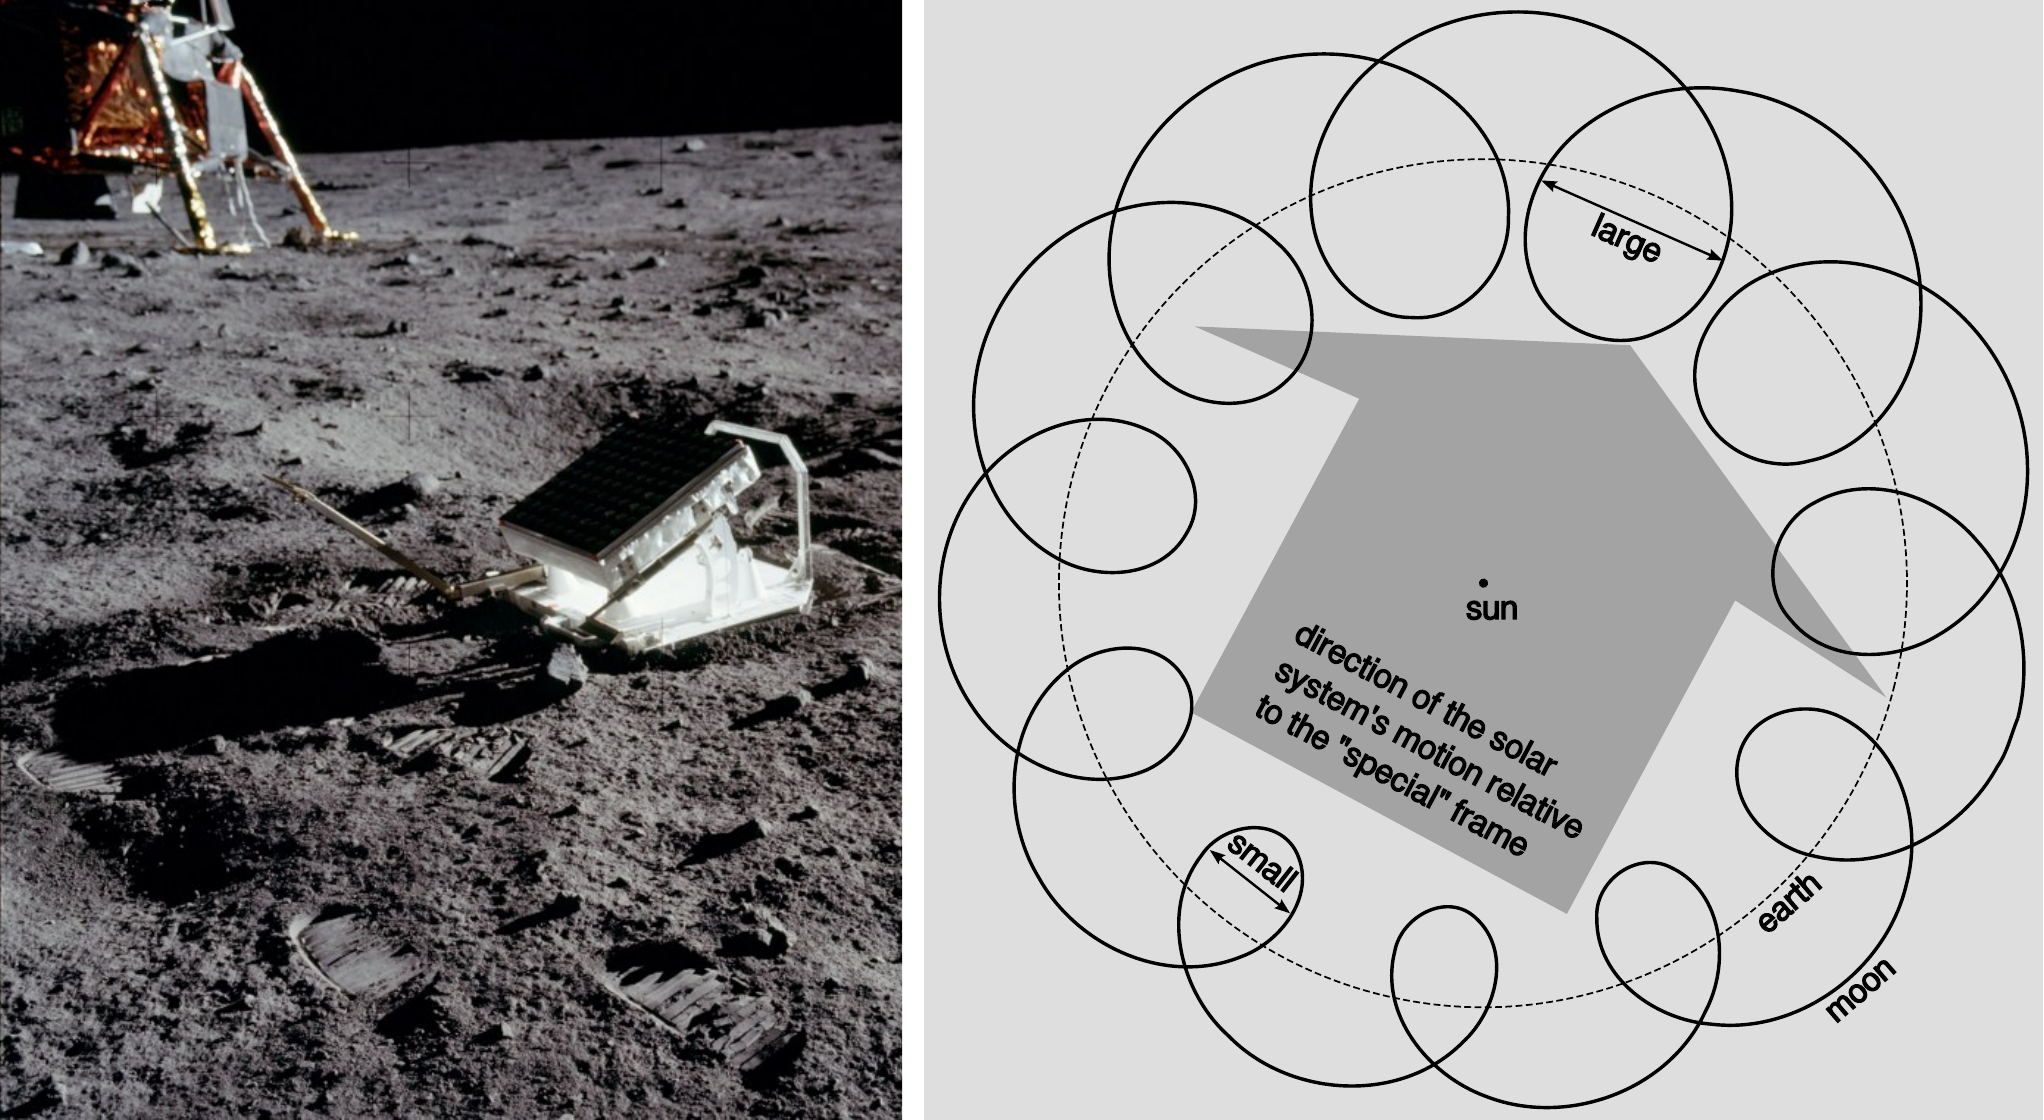 large
sun
direction of the solar
system's motion relative
to the "special" frame
small
earth
moon